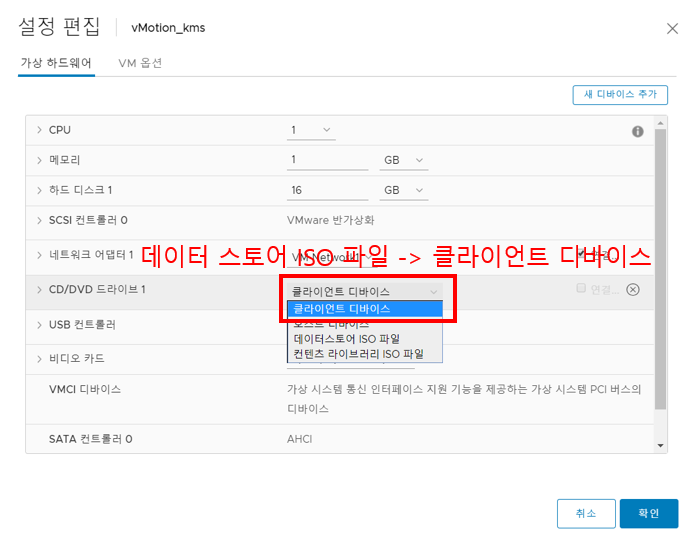 설정 편집 vMotion_kms
가상 하드웨어 VM 옵션
새 디바이스 추가
CPU 1
메모리 1 GB
하드 디스크 1 16 GB
SCSI 컨트롤러 0 VMware 반가상화
데이터 스토어 ISO 파일 -> 클라이언트 디바이스
네트워크 어댑터 1 VM Network1 연결...
CD/DVD 드라이브 1 클라이언트 디바이스 연결...
클라이언트 디바이스
호스트 디바이스
USB 컨트롤러
데이터스토어 ISO 파일
컨텐츠 라이브러리 ISO 파일
비디오 카드
VMCI 디바이스 가상 시스템 통신 인터페이스 지원 기능을 제공하는 가상 시스템 PCI 버스의
디바이스
SATA 컨트롤러 0 AHCI
취소 확인